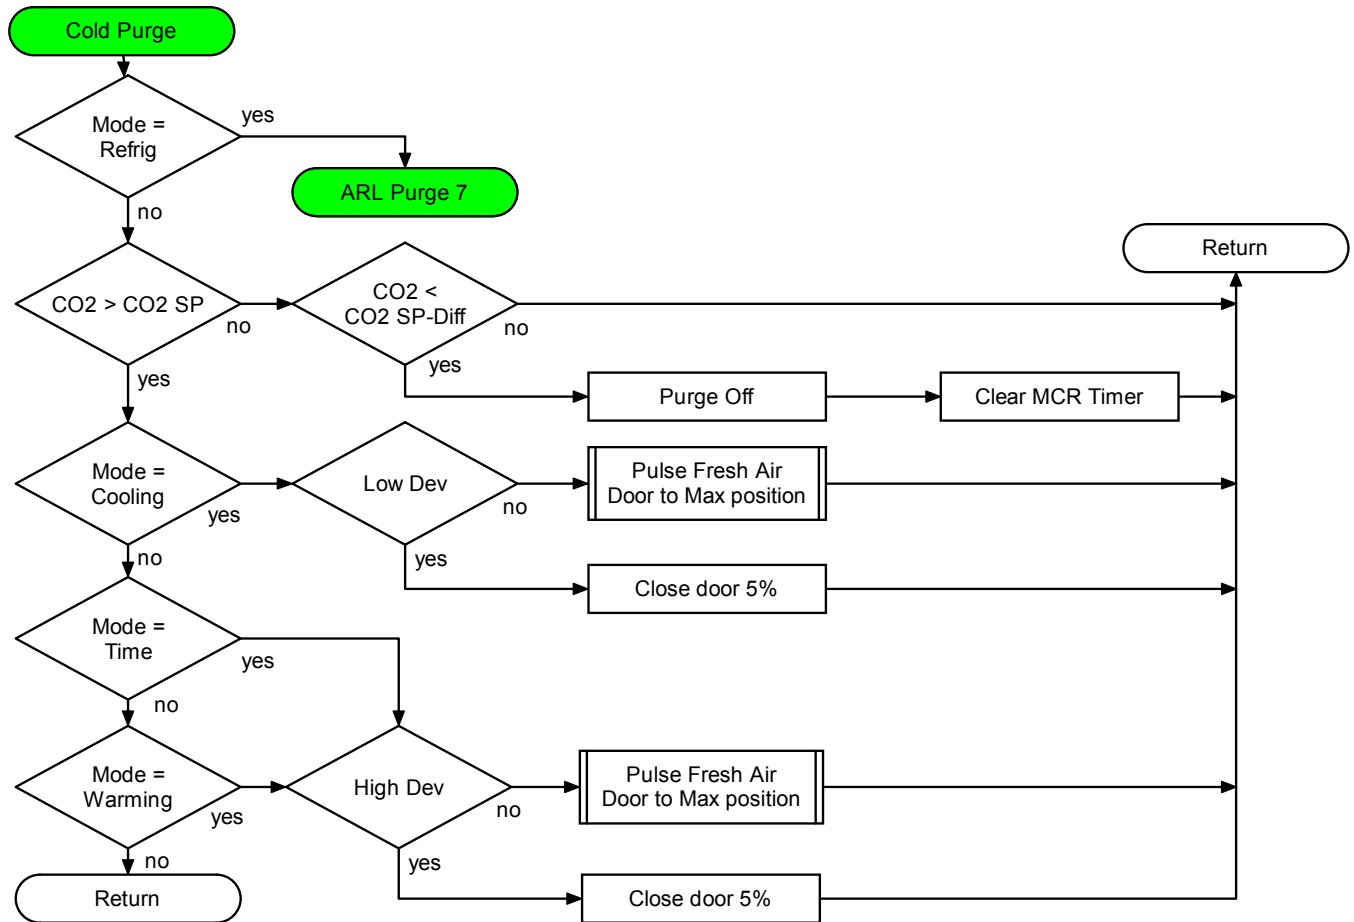 Cold Purge
Mode =
Refrig
yes
ARL Purge 7
no
Return
CO2 > CO2 SP
no
CO2 <
CO2 SP-Diff
no
yes
yes
Purge Off
Clear MCR Timer
Mode =
Cooling
yes
Low Dev
no
Pulse Fresh Air
Door to Max position
no
yes
Close door 5%
Mode =
Time
yes
no
Mode =
Warming
yes
High Dev
no
Pulse Fresh Air
Door to Max position
no
yes
Return
Close door 5%